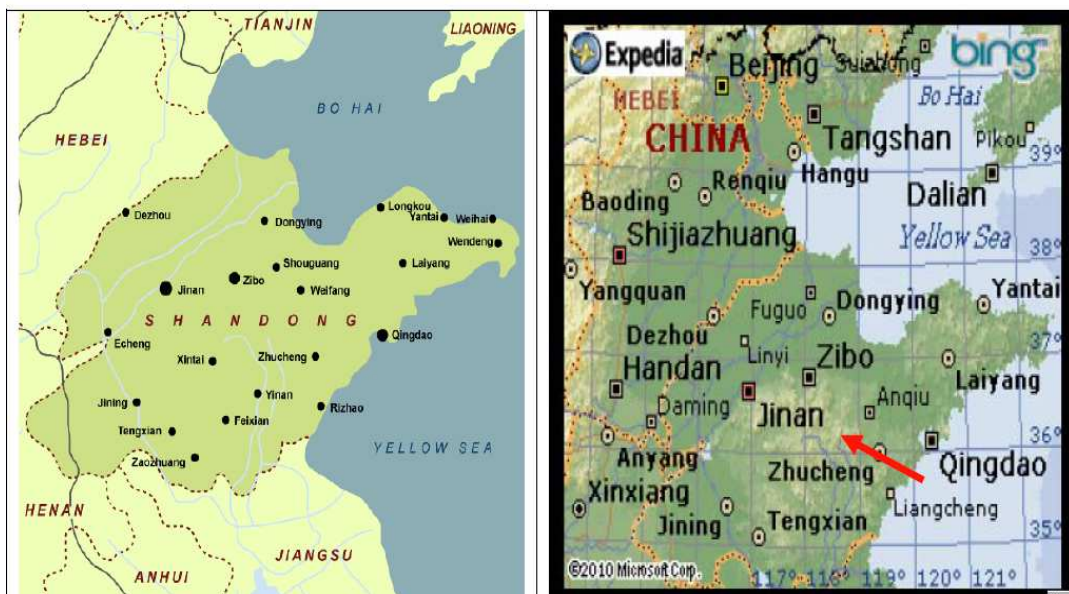 TIANJIN
LIAONING
BO HAI
HEBEI
Longkou
Yantai
Weihai
Dezhou
Dongying
Wendeng
Shouguang
Laiyang
Zibo
Jinan
Weifang
SHANDONG
Qingdao
Echeng
Xintai
Zhucheng
Yinan
Jining
Rizhao
Feixian
Tengxian
YELLOW SEA
Zaozhuang
HENAN
JIANGSU
ANHUI
Expedia
bing
Beijing
Bo Hai
HEBEI
CHINA
Tangshan
Pikou
39°
Hangu
Renqiu
Dalian
Baoding
Shijiazhuang
Yellow Sea
38°
Yangquan
Yantai
Fuguo
Dongying
Dezhou
37°
Linyi
Zibo
Handan
Laiyang
Anqiu
Daming
Jinan
36°
Anyang
Zhucheng
Qingdao
Xinxiang
Liangcheng
Jining
Tengxian
35°
©2010 Microsoft Corp.
117° 118° 119° 120° 121°